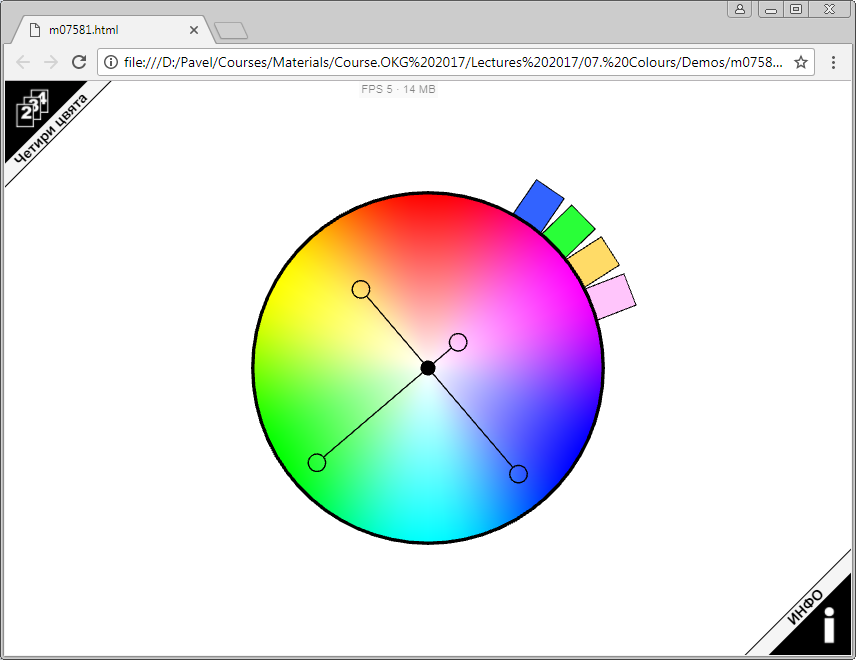 m07581.html
file:///D:/Pavel/Courses/Materials/Course.OKG%202017/Lectures%202017/07.%20Colours/Demos/m0758...
FPS 5 · 14 MB
234
Четири цвята
ИНФО
i